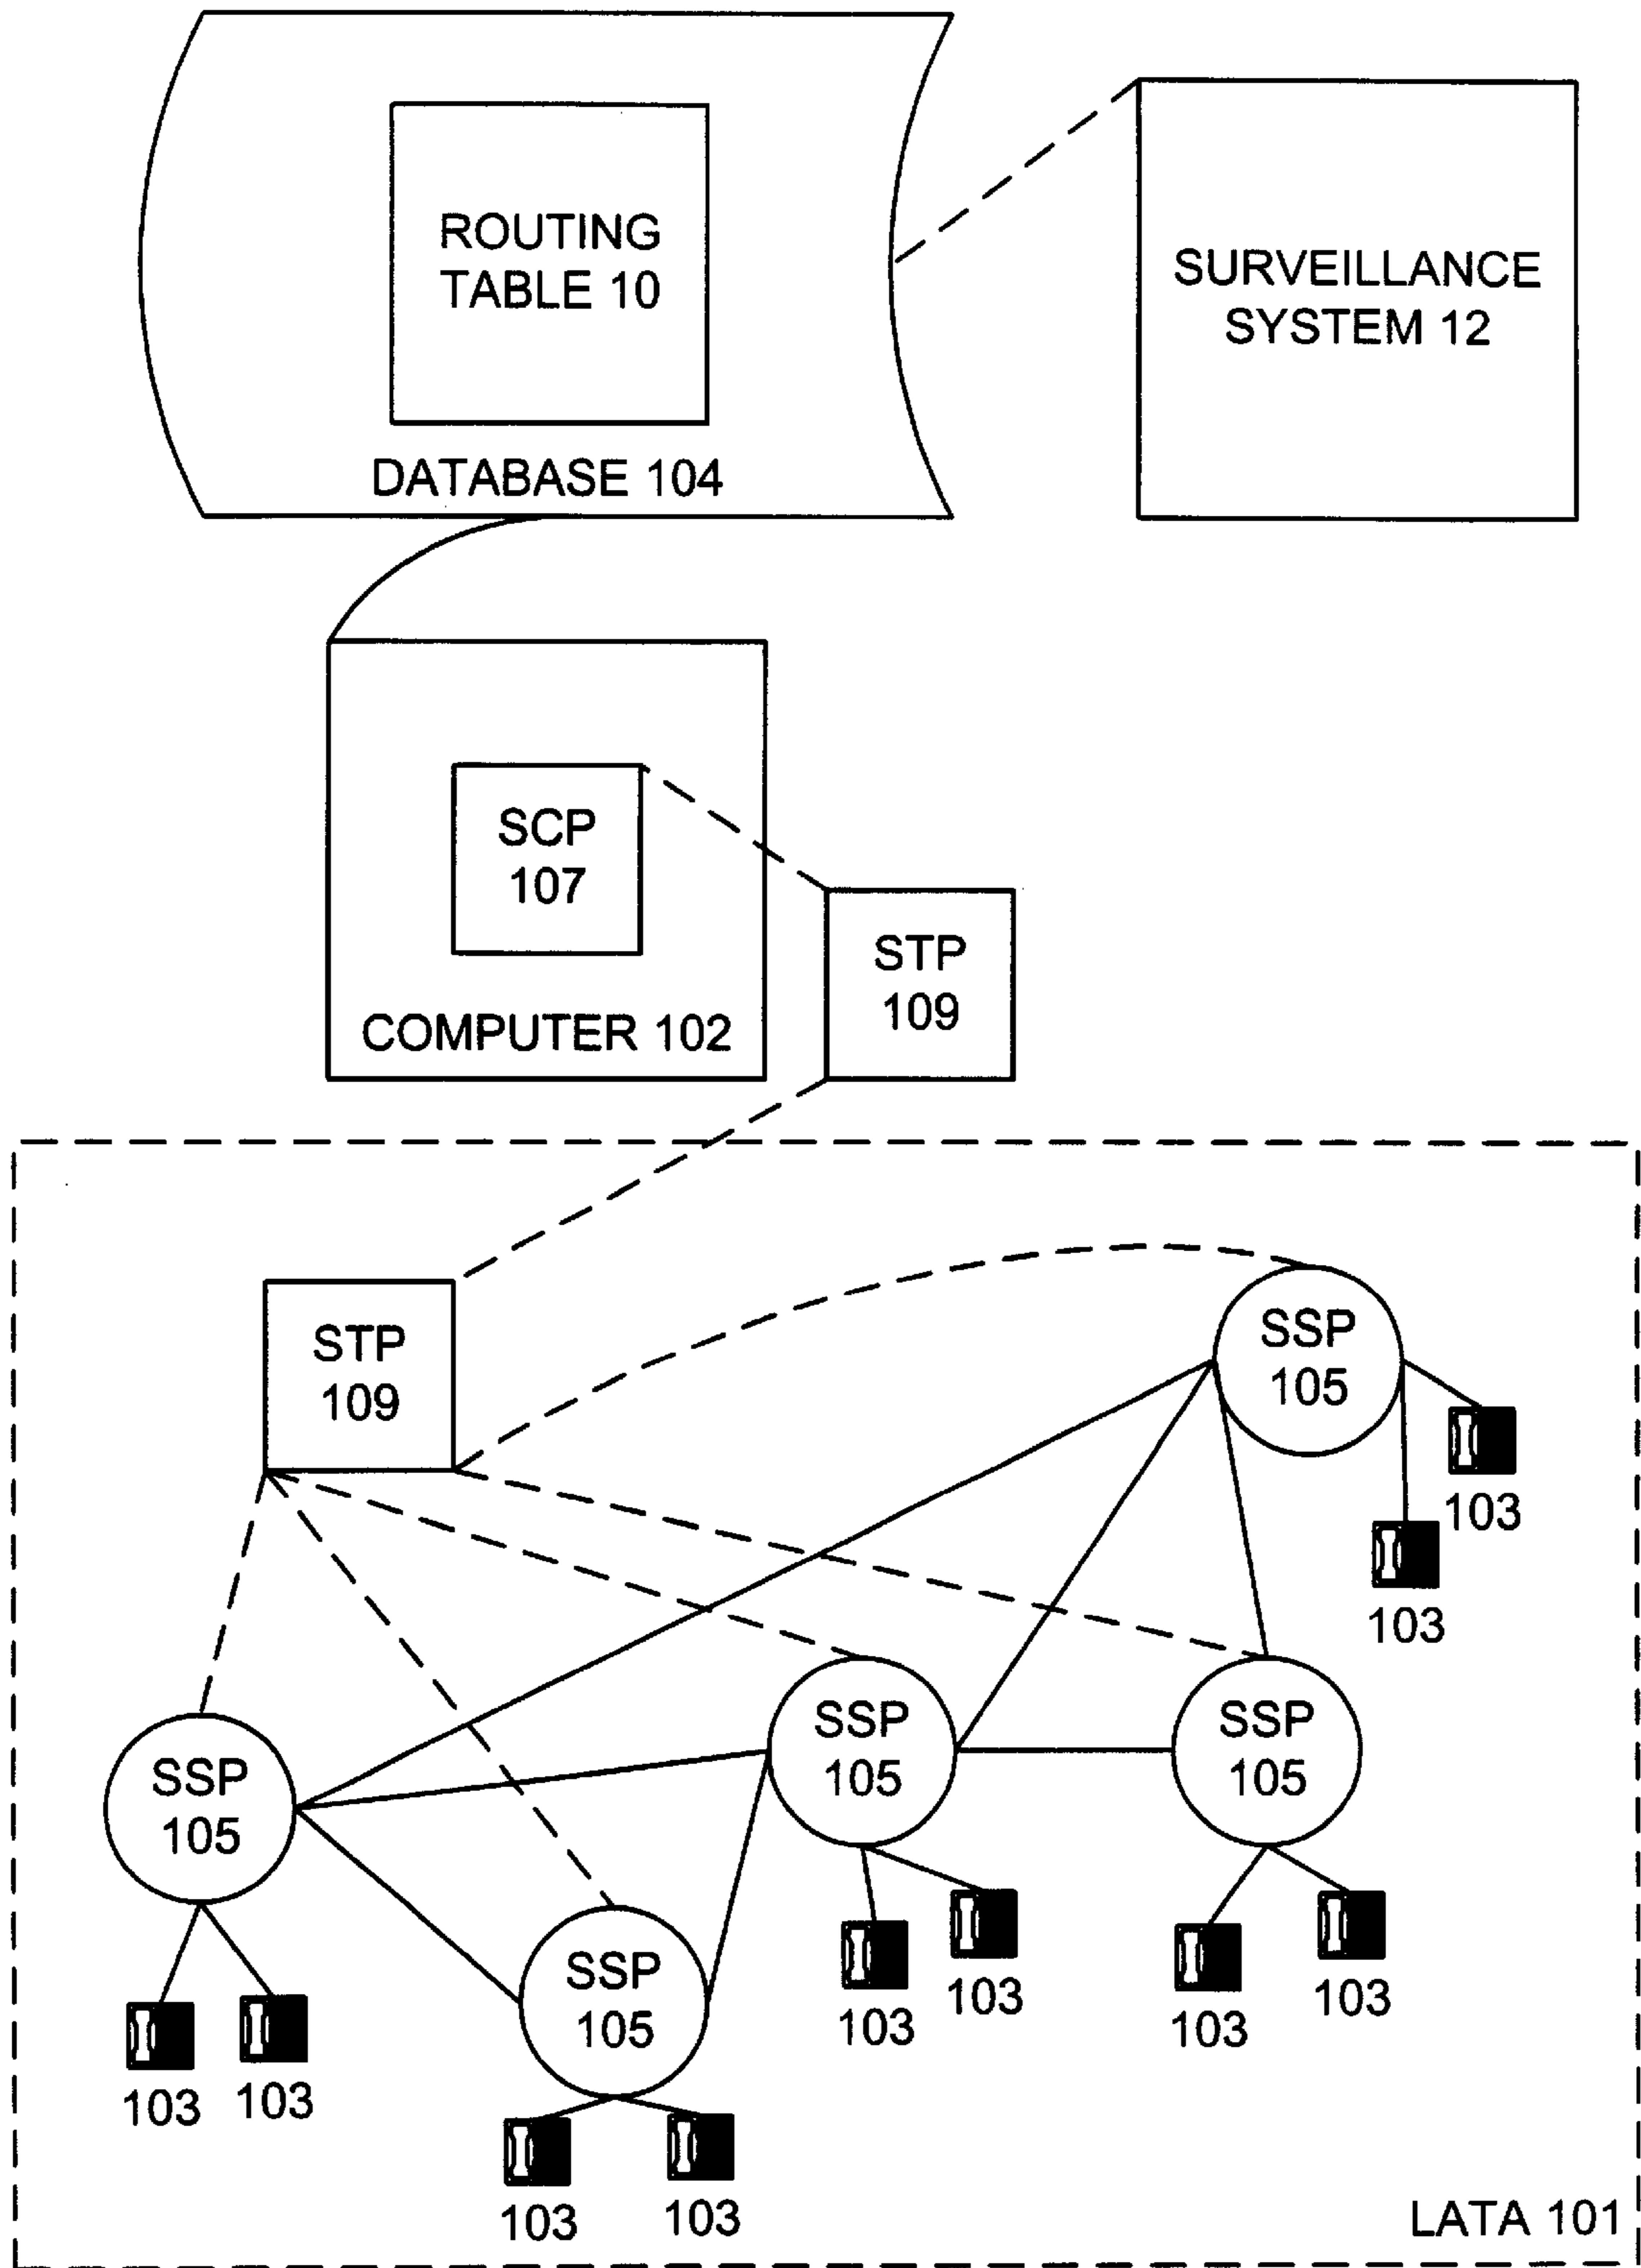 ROUTING
TABLE 10
DATABASE 104
SURVEILLANCE
SYSTEM 12
SCP
107
COMPUTER 102
STP
109
STP
109
SSP
105
103
103
SSP
105
103
103
SSP
105
103
103
SSP
105
103
103
SSP
105
103
103
LATA 101